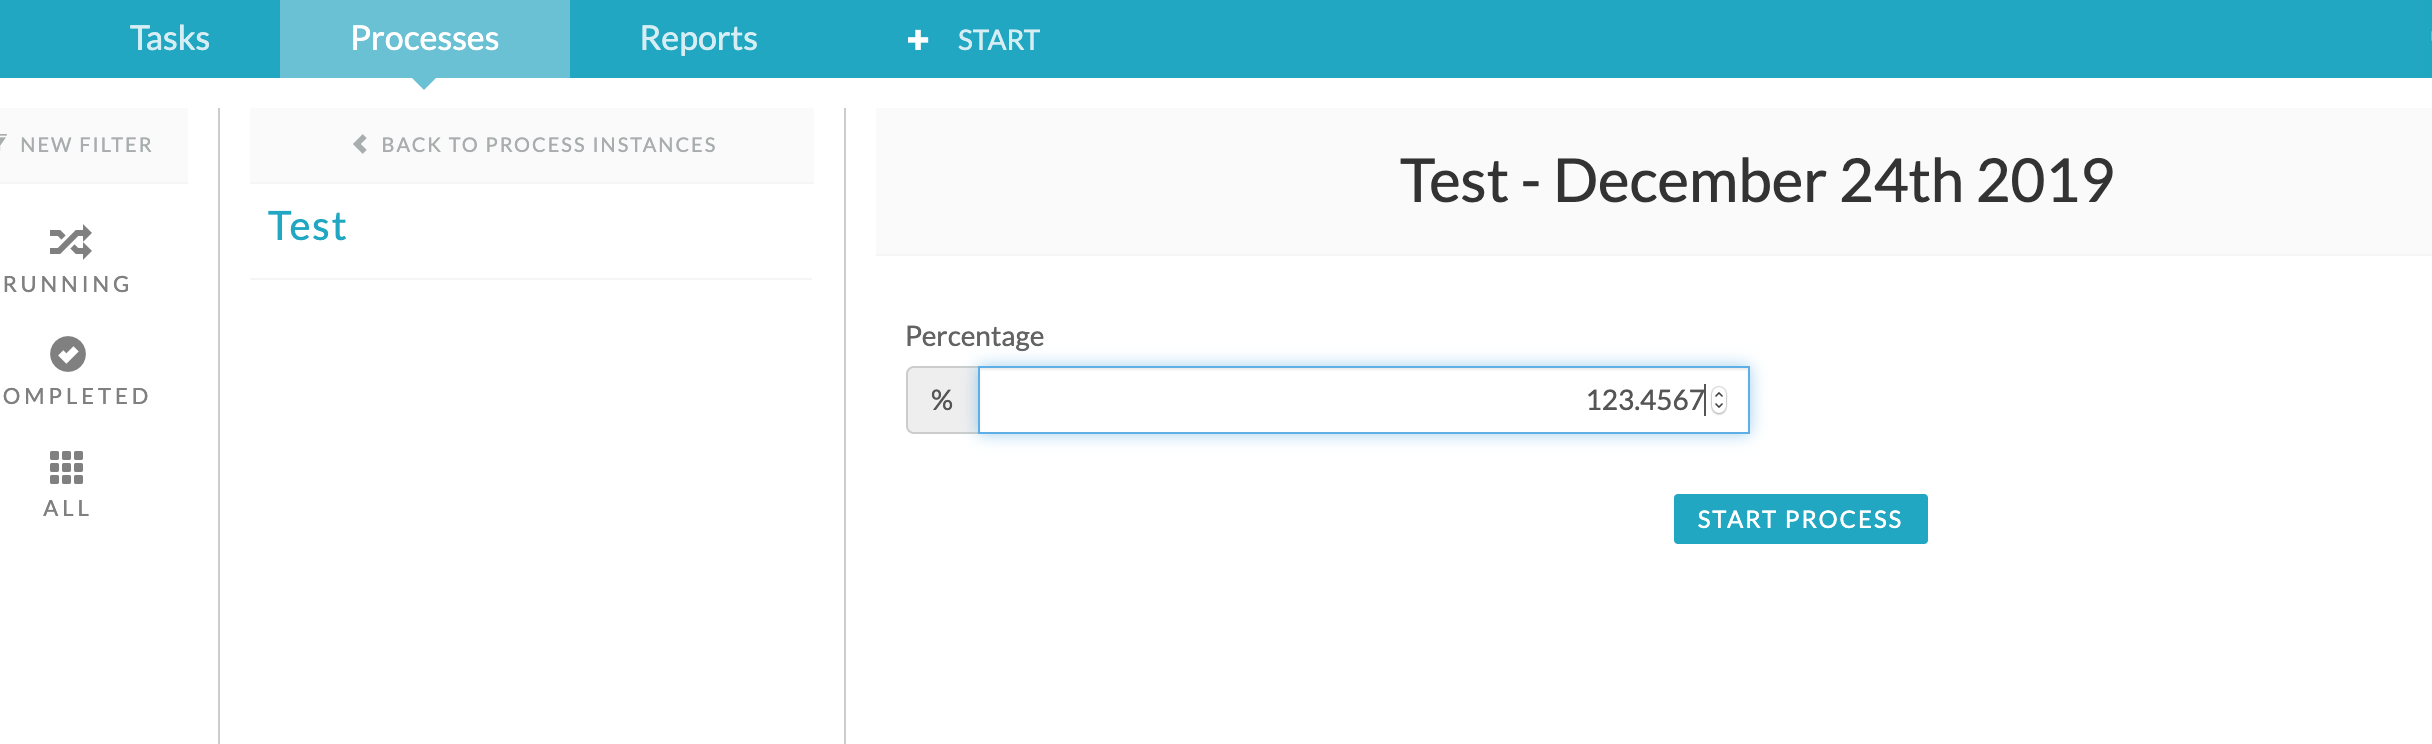 Tasks
Processes
Reports
START
NEW FILTER
RUNNING
OMPLETED
ALL
BACK TO PROCESS INSTANCES
Test
Test - December 24th 2019
Percentage
% 123.4567
START PROCESS